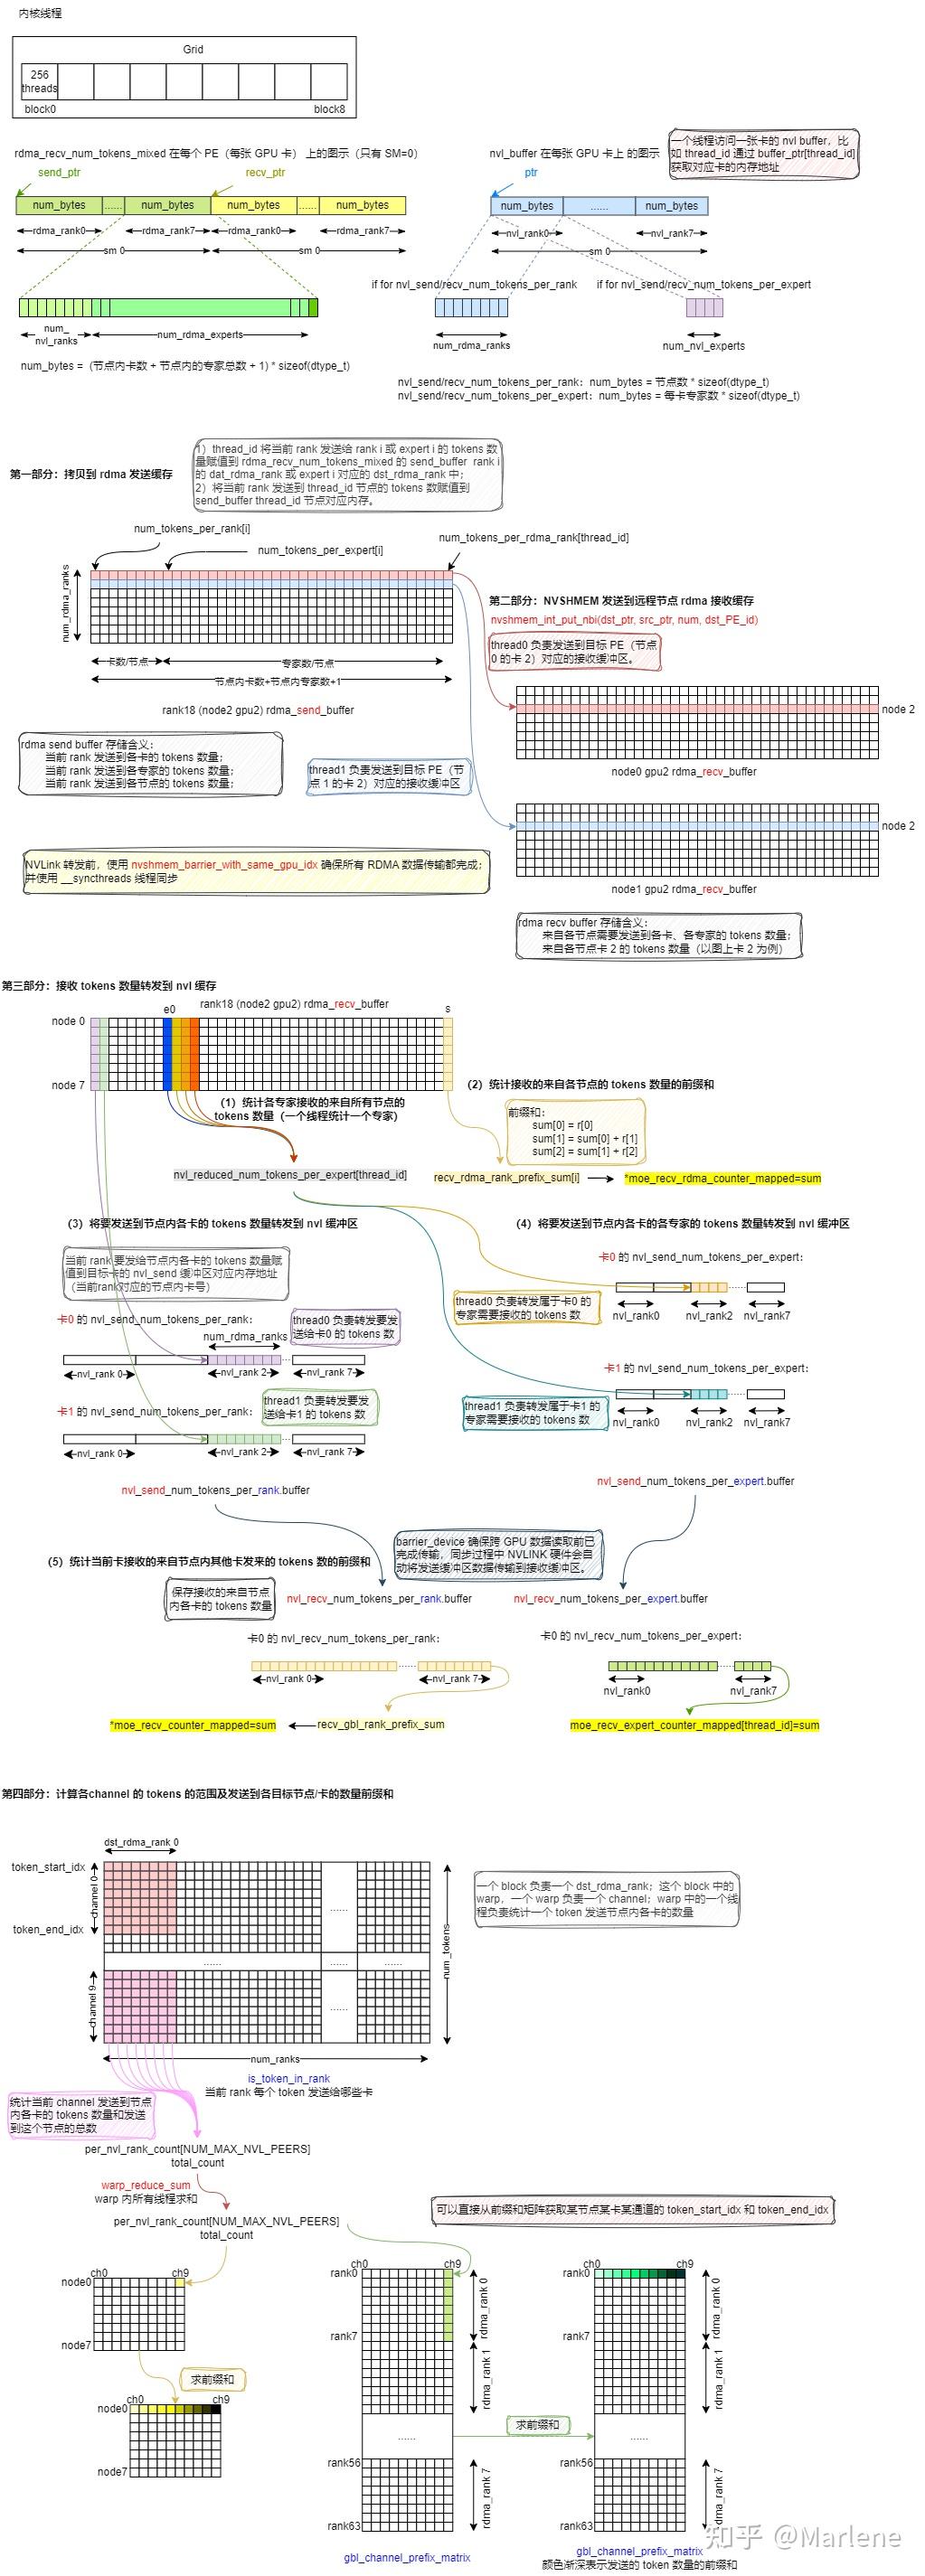 内核线程
Grid
256
threads
block0
block8
rdma_recv_num_tokens_mixed 在每个 PE（每张 GPU 卡） 上的图示（只有 SM=0）
send_ptr
recv_ptr
num_bytes
......
num_bytes
num_bytes
......
num_bytes
rdma_rank0
rdma_rank7
rdma_rank0
rdma_rank7
sm 0
sm 0
num_
nvl_ranks
num_rdma_experts
num_bytes =（节点内卡数 + 节点内的专家总数 + 1) * sizeof(dtype_t)
nvl_buffer 在每张 GPU 卡上 的图示
ptr
一个线程访问一张卡的 nvl buffer，比
如 thread_id 通过 buffer_ptr[thread_id]
获取对应卡的内存地址
num_bytes
......
num_bytes
nvl_rank0
nvl_rank7
sm 0
if for nvl_send/recv_num_tokens_per_rank
if for nvl_send/recv_num_tokens_per_expert
num_rdma_ranks
num_nvl_experts
nvl_send/recv_num_tokens_per_rank：num_bytes = 节点数 * sizeof(dtype_t)
nvl_send/recv_num_tokens_per_expert：num_bytes = 每卡专家数 * sizeof(dtype_t)
第一部分：拷贝到 rdma 发送缓存
1）thread_id 将当前 rank 发送给 rank i 或 expert i 的 tokens 数
量赋值到 rdma_recv_num_tokens_mixed 的 send_buffer rank i
的 dat_rdma_rank 或 expert i 对应的 dst_rdma_rank 中；
2）将当前 rank 发送到 thread_id 节点的 tokens 数赋值到
send_buffer thread_id 节点对应内存。
num_tokens_per_rank[i]
num_tokens_per_expert[i]
num_tokens_per_rdma_rank[thread_id]
num_rdma_ranks
卡数/节点
专家数/节点
节点内卡数+节点内专家数+1
rank18 (node2 gpu2) rdma_send_buffer
第二部分：NVSHMEM 发送到远程节点 rdma 接收缓存
nvshmem_int_put_nbi(dst_ptr, src_ptr, num, dst_PE_id)
thread0 负责发送到目标 PE（节点
0 的卡 2）对应的接收缓冲区。
node 2
node0 gpu2 rdma_recv_buffer
rdma send buffer 存储含义：
当前 rank 发送到各卡的 tokens 数量；
当前 rank 发送到各专家的 tokens 数量；
当前 rank 发送到各节点的 tokens 数量；
thread1 负责发送到目标 PE（节
点 1 的卡 2）对应的接收缓冲区
node 2
node1 gpu2 rdma_recv_buffer
NVLink 转发前，使用 nvshmem_barrier_with_same_gpu_idx 确保所有 RDMA 数据传输都完成；
并使用 __syncthreads 线程同步
rdma recv buffer 存储含义：
来自各节点需要发送到各卡、各专家的 tokens 数量；
来自各节点卡 2 的 tokens 数量（以图上卡 2 为例）
第三部分：接收 tokens 数量转发到 nvl 缓存
rank18 (node2 gpu2) rdma_recv_buffer
e0
s
node 0
node 7
（1）统计各专家接收的来自所有节点的
tokens 数量（一个线程统计一个专家）
（2）统计接收的来自各节点的 tokens 数量的前缀和
前缀和：
sum[0] = r[0]
sum[1] = sum[0] + r[1]
sum[2] = sum[1] + r[2]
nvl_reduced_num_tokens_per_expert[thread_id]
recv_rdma_rank_prefix_sum[i]
*moe_recv_rdma_counter_mapped=sum
（3）将要发送到节点内各卡的 tokens 数量转发到 nvl 缓冲区
（4）将要发送到节点内各卡的各专家的 tokens 数量转发到 nvl 缓冲区
当前 rank 要发给节点内各卡的 tokens 数量赋
值到目标卡的 nvl_send 缓冲区对应内存地址
（当前rank对应的节点内卡号）
卡0 的 nvl_send_num_tokens_per_rank:
thread0 负责转发要发
送给卡0 的 tokens 数
num_rdma_ranks
......
nvl_rank 0
nvl_rank 2
nvl_rank 7
卡1 的 nvl_send_num_tokens_per_rank:
thread1 负责转发要发
送给卡1 的 tokens 数
......
nvl_rank 0
nvl_rank 2
nvl_rank 7
卡0 的 nvl_send_num_tokens_per_expert:
thread0 负责转发属于卡0 的
专家需要接收的 tokens 数
......
nvl_rank0
nvl_rank2
nvl_rank7
卡1 的 nvl_send_num_tokens_per_expert:
thread1 负责转发属于卡1 的
专家需要接收的 tokens 数
......
nvl_rank0
nvl_rank2
nvl_rank7
nvl_send_num_tokens_per_rank.buffer
nvl_send_num_tokens_per_expert.buffer
barrier_device 确保跨 GPU 数据读取前已
完成传输，同步过程中 NVLINK 硬件会自
动将发送缓冲区数据传输到接收缓冲区。
（5）统计当前卡接收的来自节点内其他卡发来的 tokens 数的前缀和
保存接收的来自节点
内各卡的 tokens 数量
nvl_recv_num_tokens_per_rank.buffer
nvl_recv_num_tokens_per_expert.buffer
卡0 的 nvl_recv_num_tokens_per_rank:
卡0 的 nvl_recv_num_tokens_per_expert:
......
nvl_rank 0
nvl_rank 7
......
nvl_rank0
nvl_rank7
*moe_recv_counter_mapped=sum
recv_gbl_rank_prefix_sum
moe_recv_expert_counter_mapped[thread_id]=sum
第四部分：计算各channel 的 tokens 的范围及发送到各目标节点/卡的数量前缀和
dst_rdma_rank 0
token_start_idx
channel 0
token_end_idx
......
......
......
......
......
channel 9
num_tokens
num_ranks
is_token_in_rank
当前 rank 每个 token 发送给哪些卡
一个 block 负责一个 dst_rdma_rank；这个 block 中的
warp，一个 warp 负责一个 channel；warp 中的一个线
程负责统计一个 token 发送节点内各卡的数量
统计当前 channel 发送到节点
内各卡的 tokens 数量和发送
到这个节点的总数
per_nvl_rank_count[NUM_MAX_NVL_PEERS]
total_count
warp_reduce_sum
warp 内所有线程求和
per_nvl_rank_count[NUM_MAX_NVL_PEERS]
total_count
可以直接从前缀和矩阵获取某节点某卡某通道的 token_start_idx 和 token_end_idx
ch0
ch9
node0
node7
求前缀和
ch0
ch9
node0
node7
ch0
ch9
rank0
rank7
rdma_rank 0
rdma_rank 1
......
rank56
rank63
rdma_rank 7
gbl_channel_prefix_matrix
求前缀和
ch0
ch9
rank0
rank7
rdma_rank 0
rdma_rank 1
......
rank56
rank63
rdma_rank 7
gbl_channel_prefix_matrix
颜色渐深表示发送的 token 数量的前缀和
知乎 @Marlene